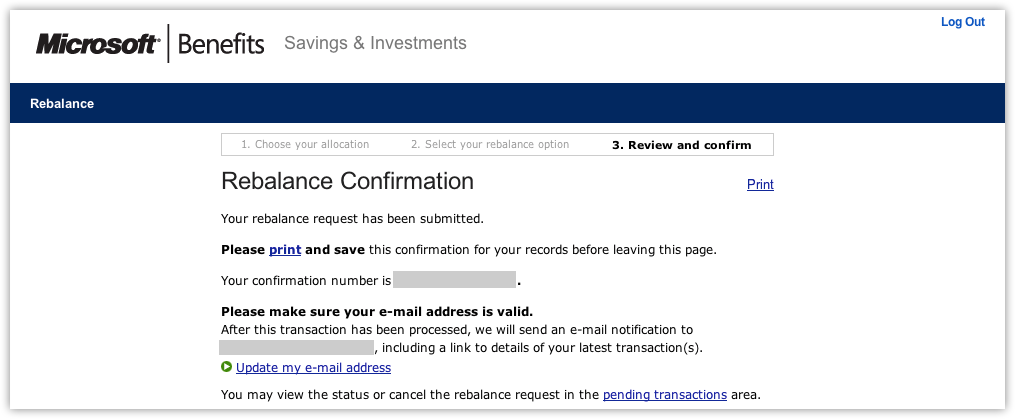 Log Out
Microsoft® | Benefits Savings & Investments
Rebalance
1. Choose your allocation 2. Select your rebalance option 3. Review and confirm
Rebalance Confirmation Print
Your rebalance request has been submitted.
Please print and save this confirmation for your records before leaving this page.
Your confirmation number is .
Please make sure your e-mail address is valid.
After this transaction has been processed, we will send an e-mail notification to
, including a link to details of your latest transaction(s).
Update my e-mail address
You may view the status or cancel the rebalance request in the pending transactions area.